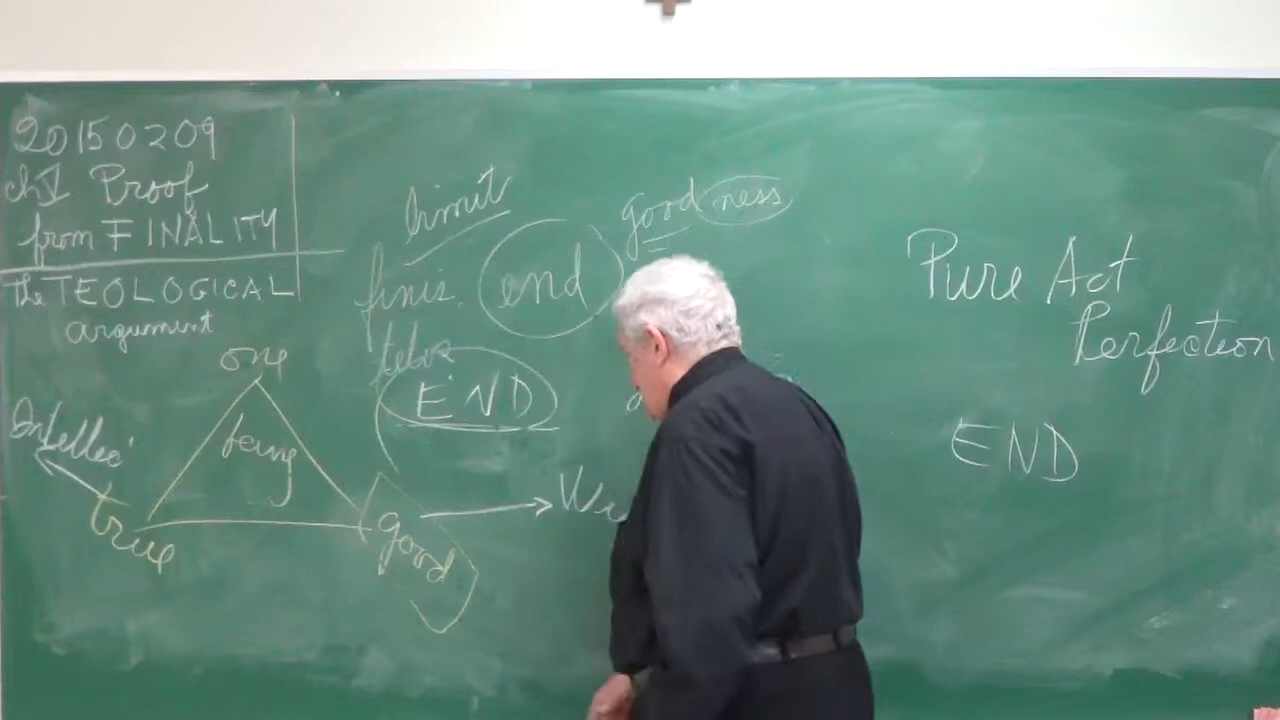 20150209
ch V Proof
from FINALITY
the TEOLOGICAL
argument
limit
goodness
finis, end
telos
END
one
being
true
good
Pure Act
Perfection
END